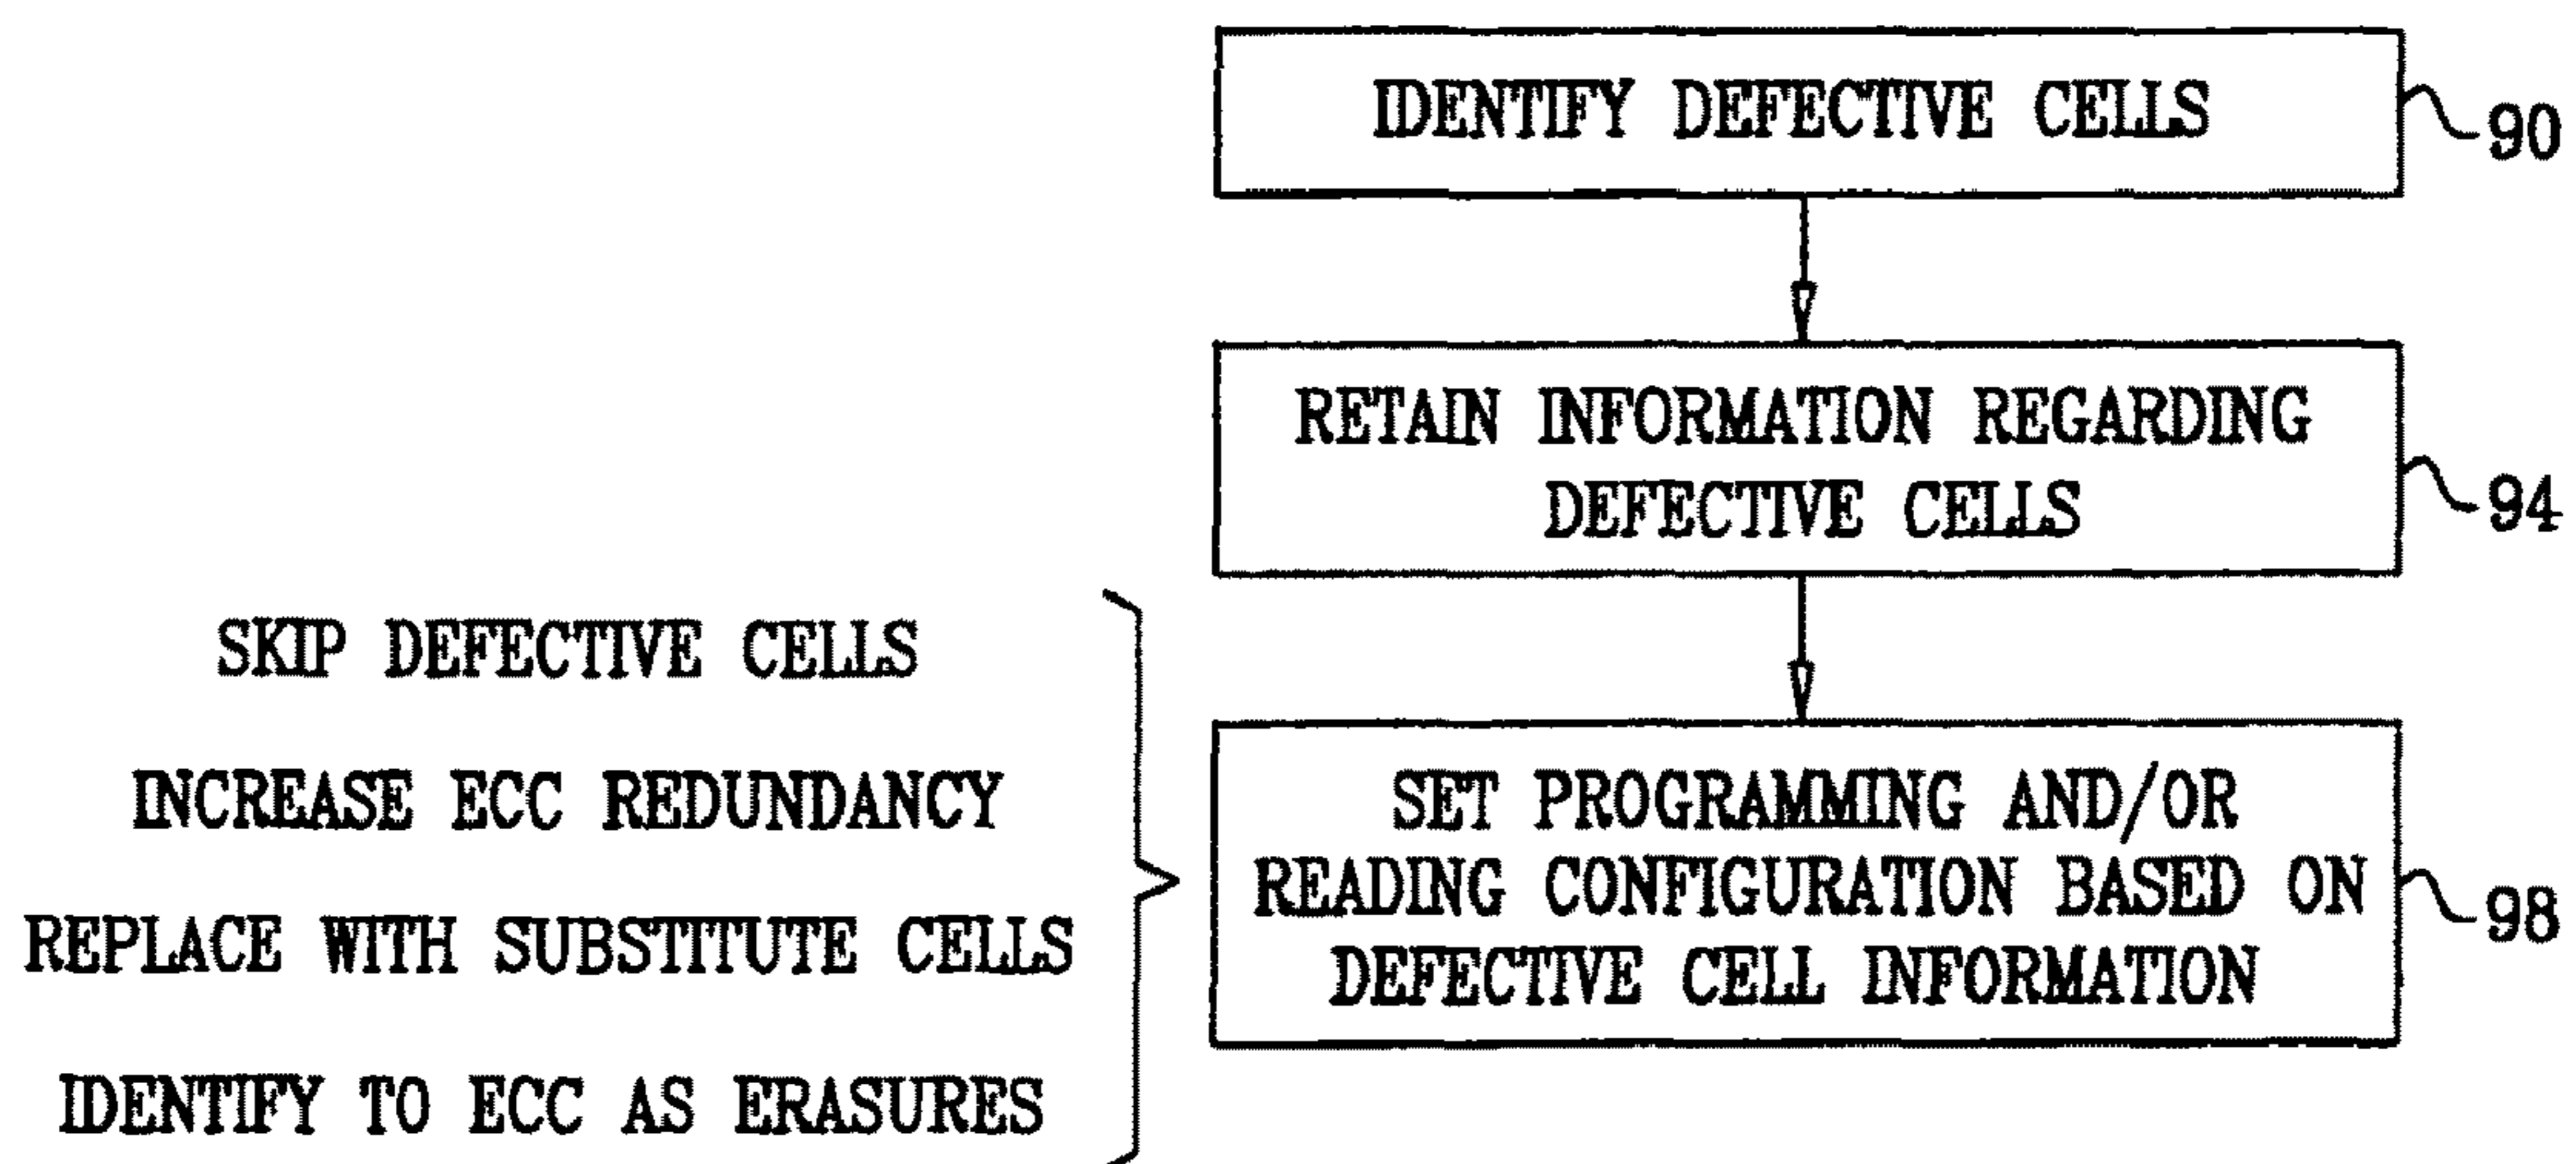 IDENTIFY DEFECTIVE CELLS
90
RETAIN INFORMATION REGARDING
DEFECTIVE CELLS
94
SKIP DEFECTIVE CELLS
INCREASE ECC REDUNDANCY
REPLACE WITH SUBSTITUTE CELLS
IDENTIFY TO ECC AS ERASURES
SET PROGRAMMING AND/OR
READING CONFIGURATION BASED ON
DEFECTIVE CELL INFORMATION
98